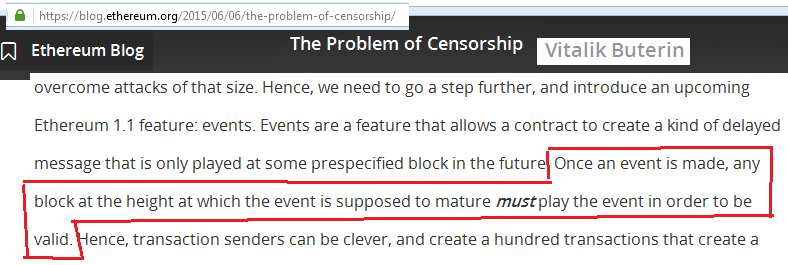 https://blog.ethereum.org/2015/06/06/the-problem-of-censorship/
Ethereum Blog The Problem of Censorship Vitalik Buterin
overcome attacks of that size. Hence, we need to go a step further, and introduce an upcoming
Ethereum 1.1 feature: events. Events are a feature that allows a contract to create a kind of delayed
message that is only played at some prespecified block in the future. Once an event is made, any
block at the height at which the event is supposed to mature must play the event in order to be
valid. Hence, transaction senders can be clever, and create a hundred transactions that create a